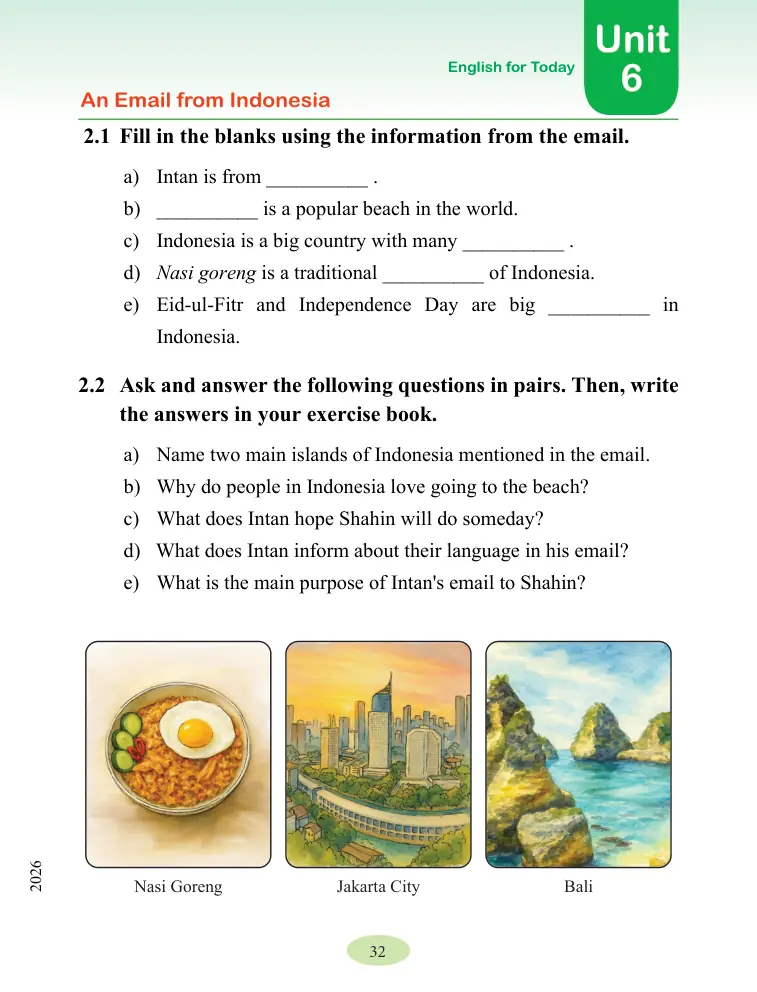 Unit
6
English for Today
An Email from Indonesia
2.1 Fill in the blanks using the information from the email.
a) Intan is from __________ .
b) __________ is a popular beach in the world.
c) Indonesia is a big country with many __________ .
d) Nasi goreng is a traditional __________ of Indonesia.
e) Eid-ul-Fitr and Independence Day are big __________ in
Indonesia.
2.2 Ask and answer the following questions in pairs. Then, write
the answers in your exercise book.
a) Name two main islands of Indonesia mentioned in the email.
b) Why do people in Indonesia love going to the beach?
c) What does Intan hope Shahin will do someday?
d) What does Intan inform about their language in his email?
e) What is the main purpose of Intan's email to Shahin?
Nasi Goreng
Jakarta City
Bali
2026
32